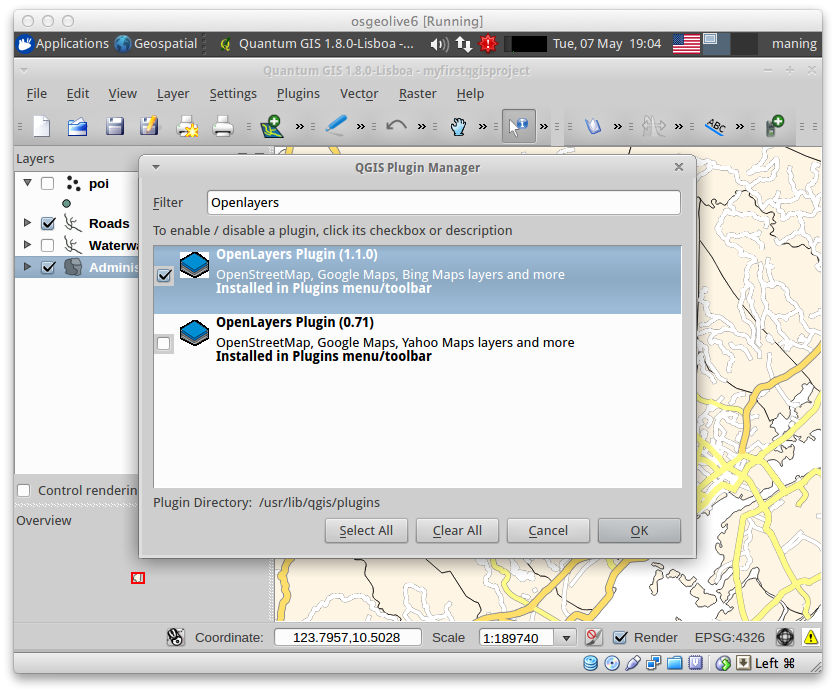 osgeolive6 [Running]
Applications Geospatial Quantum GIS 1.8.0-Lisboa -... Tue, 07 May 19:04 maning
Quantum GIS 1.8.0-Lisboa - myfirstqgisproject
File Edit View Layer Settings Plugins Vector Raster Help
ABC
Layers
QGIS Plugin Manager
poi
Filter Openlayers
Roads
To enable / disable a plugin, click its checkbox or description
Waterwa
Adminis
OpenLayers Plugin (1.1.0)
OpenStreetMap, Google Maps, Bing Maps layers and more
Installed in Plugins menu/toolbar
OpenLayers Plugin (0.71)
OpenStreetMap, Google Maps, Yahoo Maps layers and more
Installed in Plugins menu/toolbar
Control renderin
Plugin Directory: /usr/lib/qgis/plugins
Overview
Select All Clear All Cancel OK
Coordinate: 123.7957,10.5028 Scale 1:189740 Render EPSG:4326
Left ⌘